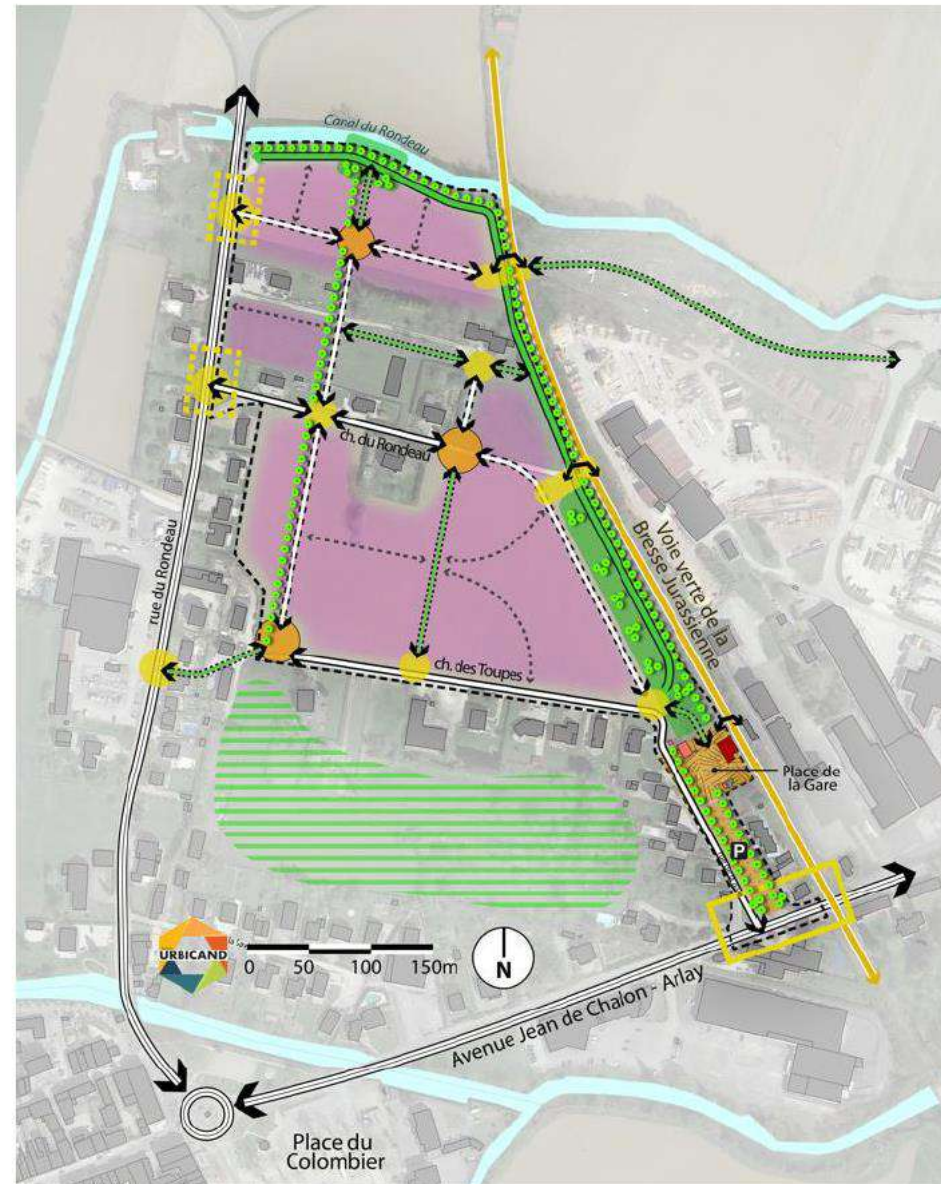 Canal du Rondeau
ch. du Rondeau
rue du Rondeau
Voie verte de la
Bresse Jurassienne
ch. des Toupes
Place de
la Gare
P
URBICAND
0 50 100 150m
N
Avenue Jean de Chalon - Arlay
Place du
Colombier